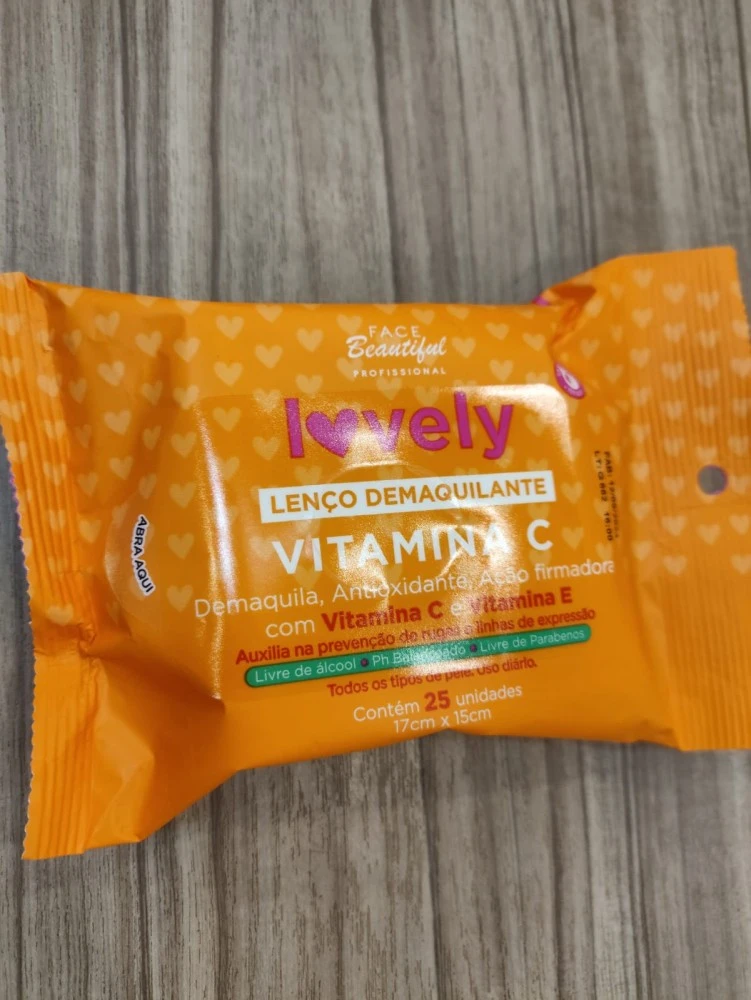 FACE
Beautiful
PROFISSIONAL
lovely
LENÇO DEMAQUILANTE
VITAMINA C
Demaquila, Antioxidante, Ação firmadora
com Vitamina C e Vitamina E
Auxilia na prevenção de rugas e linhas de expressão
Livre de álcool • Ph Balanceado • Livre de Parabenos
Todos os tipos de pele. Uso diário.
Contém 25 unidades
17cm x 15cm
ABRA AQUI